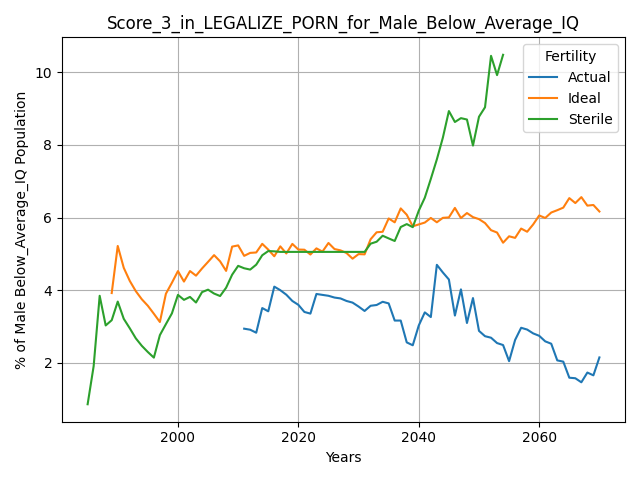 Score_3_in_LEGALIZE_PORN_for_Male_Below_Average_IQ
% of Male Below_Average_IQ Population
10
8
6
4
2
Fertility
Actual
Ideal
Sterile
2000
2020
2040
2060
Years